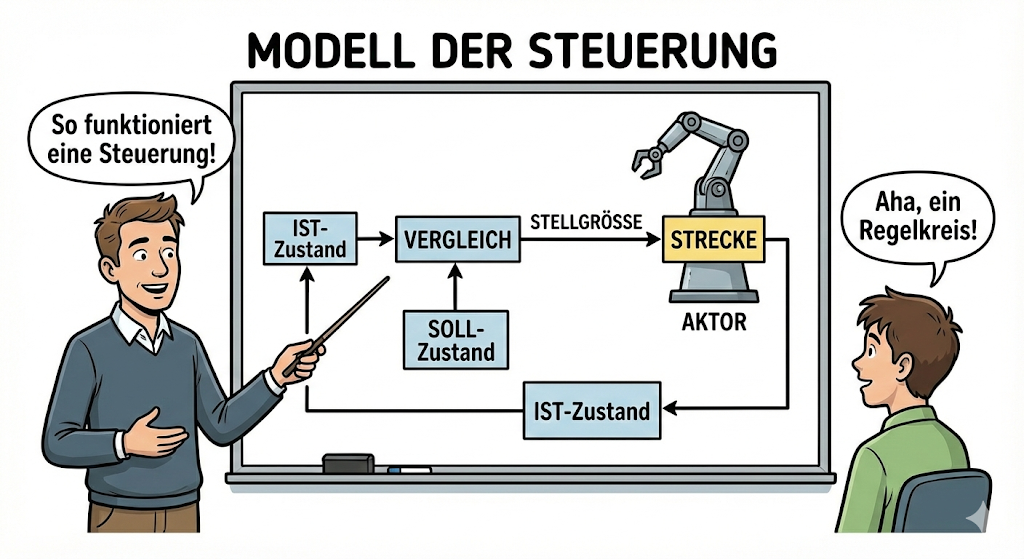 MODELL DER STEUERUNG
So funktioniert
eine Steuerung!
Aha, ein
Regelkreis!
IST-
Zustand
VERGLEICH
STELLGRÖSSE
STRECKE
AKTOR
SOLL-
Zustand
IST-Zustand